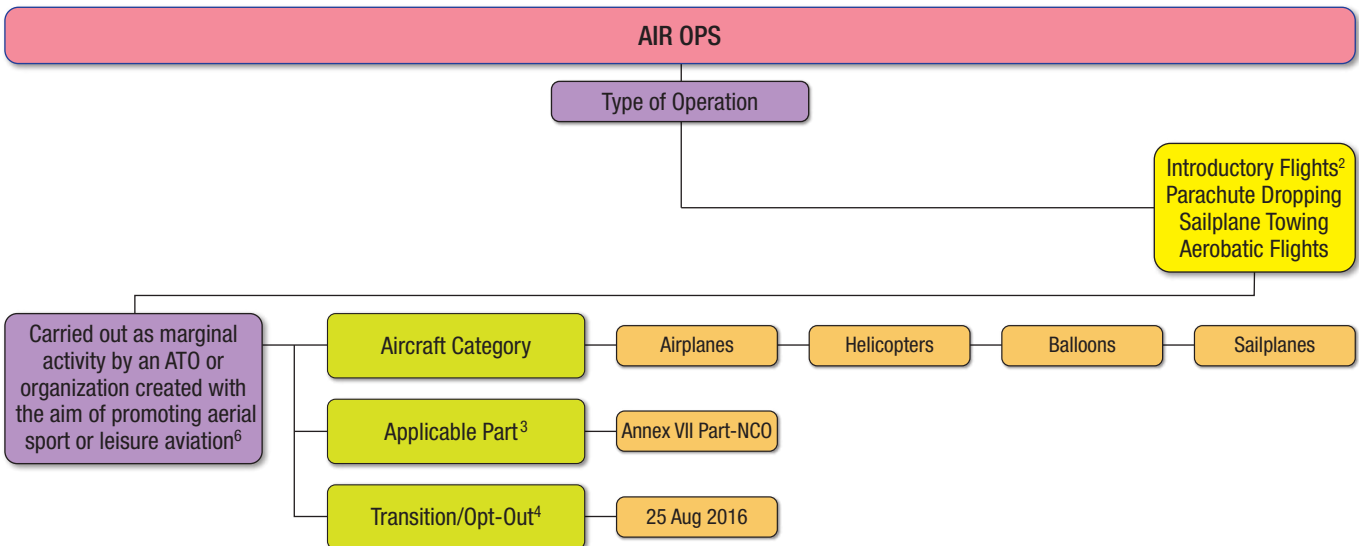 AIR OPS
Type of Operation
Introductory Flights²
Parachute Dropping
Sailplane Towing
Aerobatic Flights
Carried out as marginal
activity by an ATO or
organization created with
the aim of promoting aerial
sport or leisure aviation⁶
Aircraft Category
Airplanes
Helicopters
Balloons
Sailplanes
Applicable Part³
Annex VII Part-NCO
Transition/Opt-Out⁴
25 Aug 2016